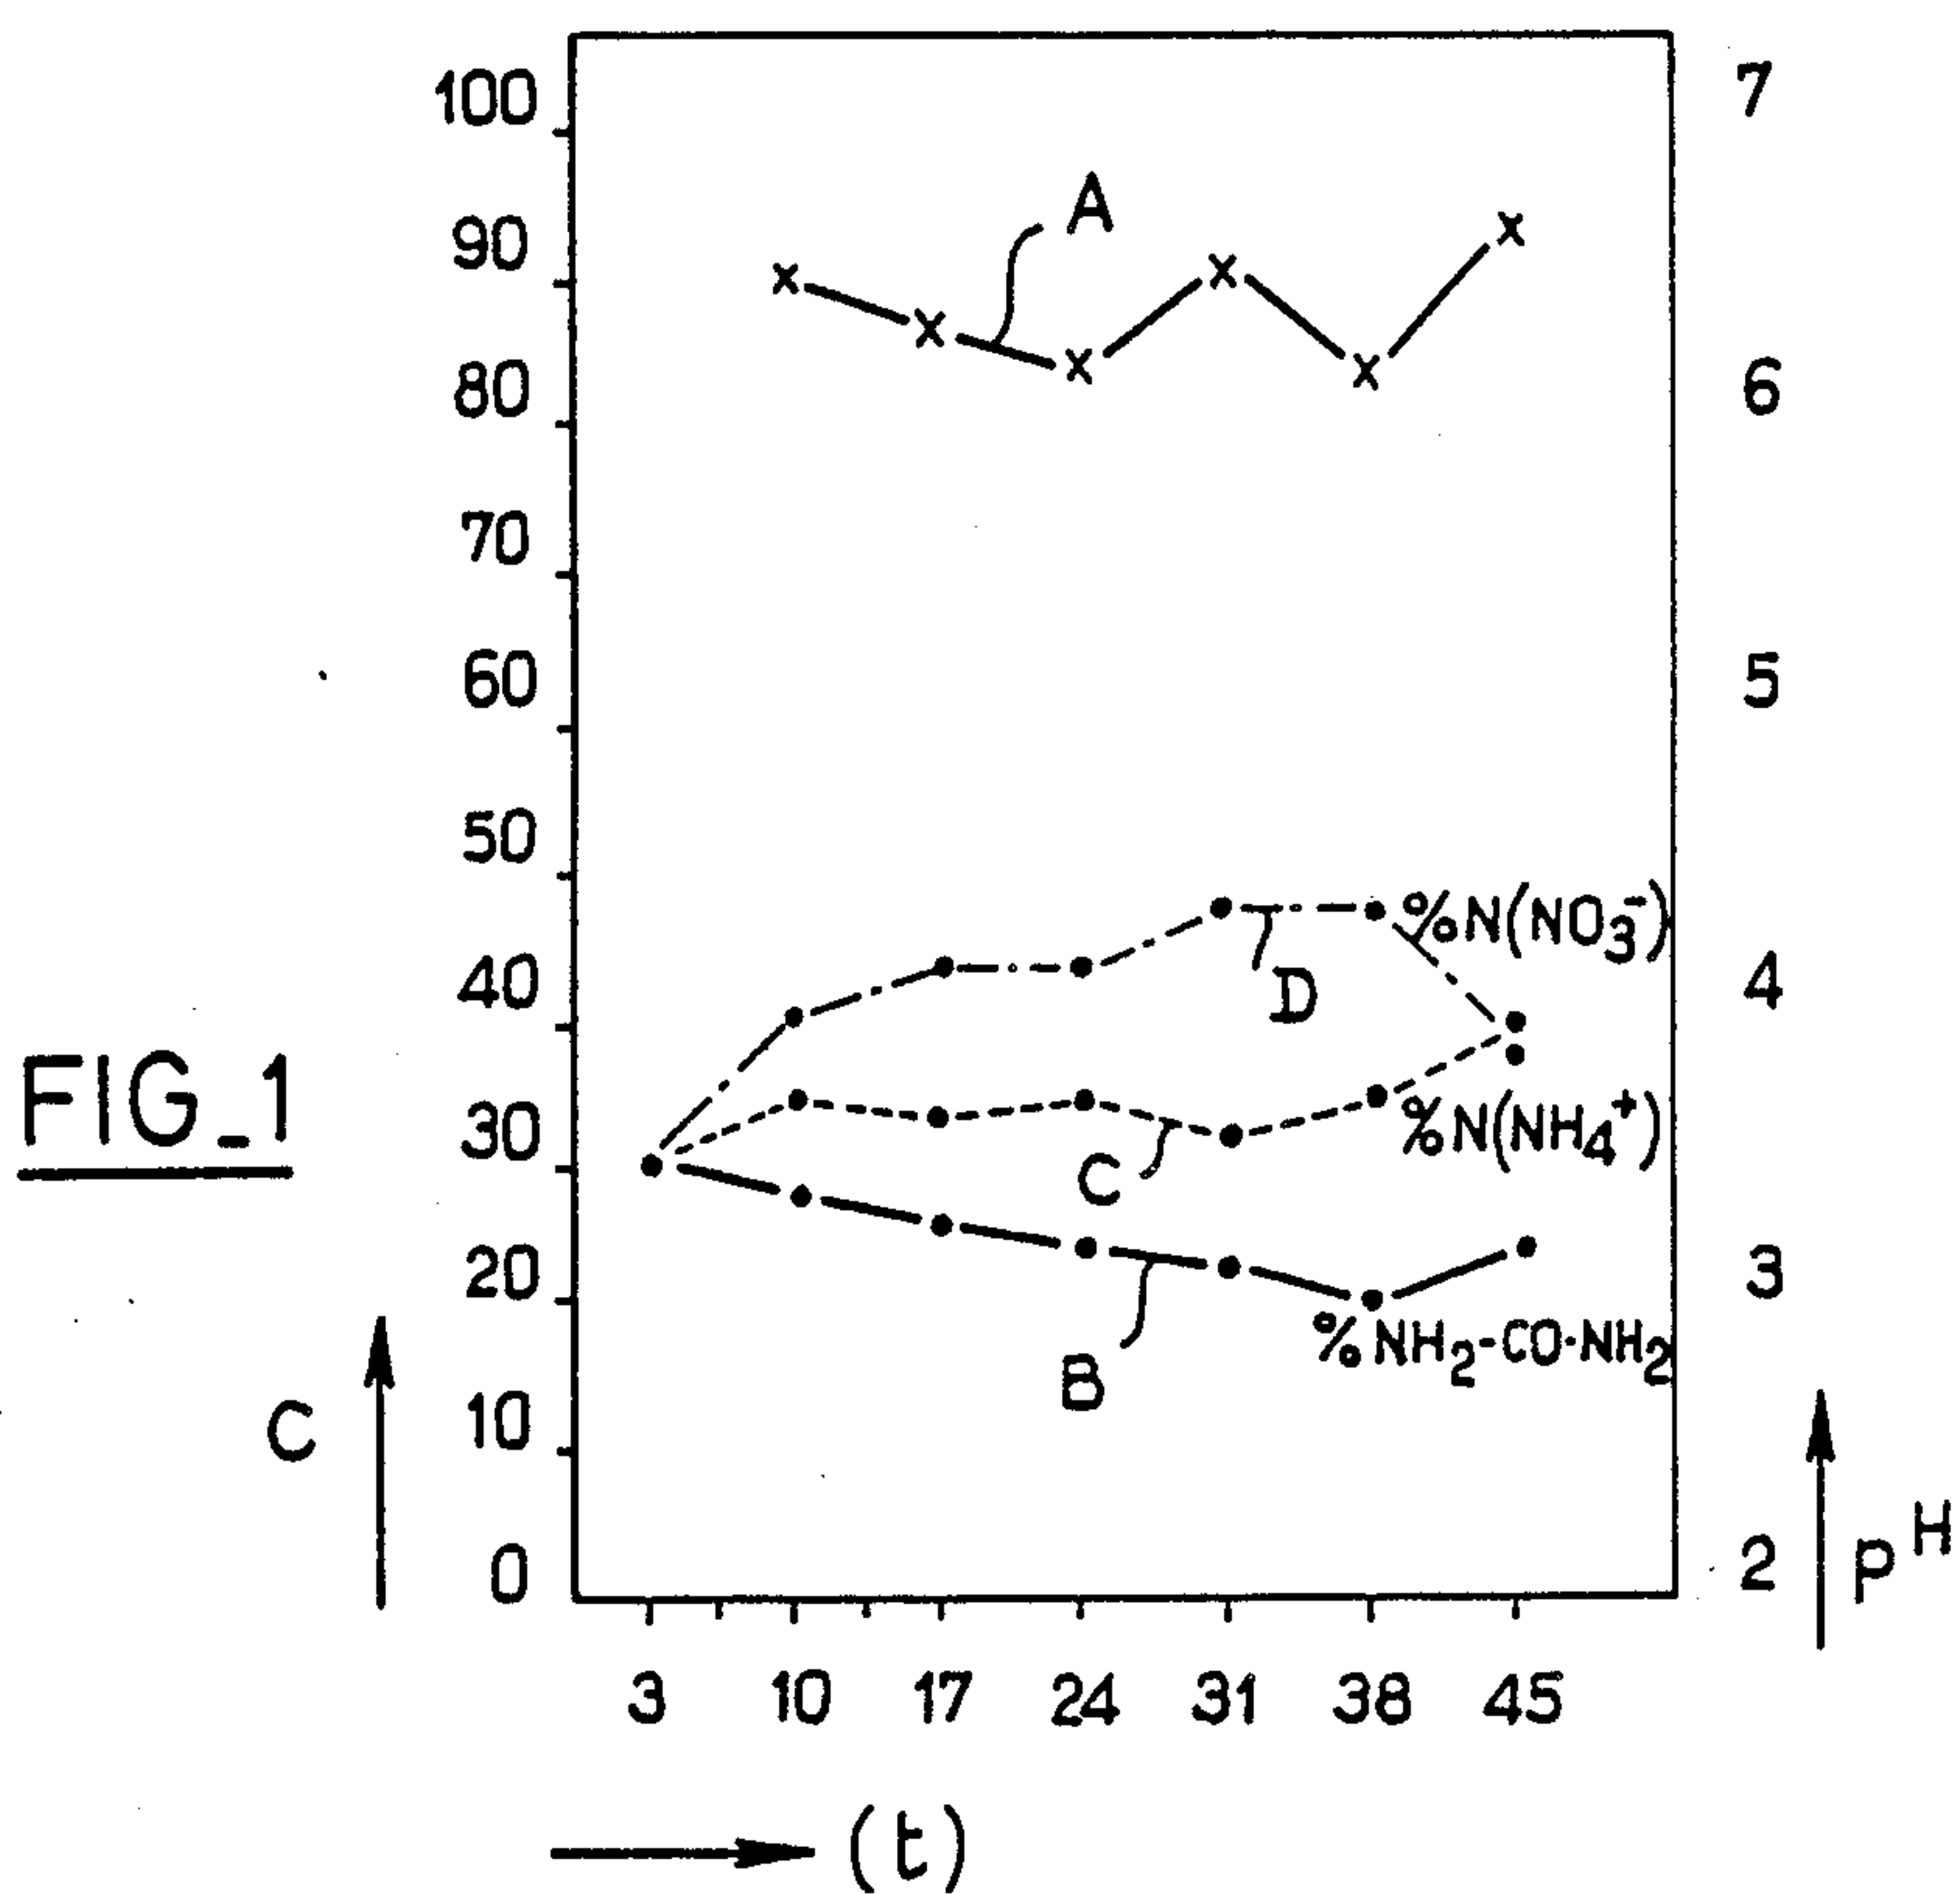 100
90
80
70
60
50
40
30
20
10
0
C
FIG_1
A
D
C
B
%N(NO3⁻)
%N(NH4⁺)
%NH2-CO·NH2
7
6
5
4
3
2
pH
3 10 17 24 31 38 45
(t)